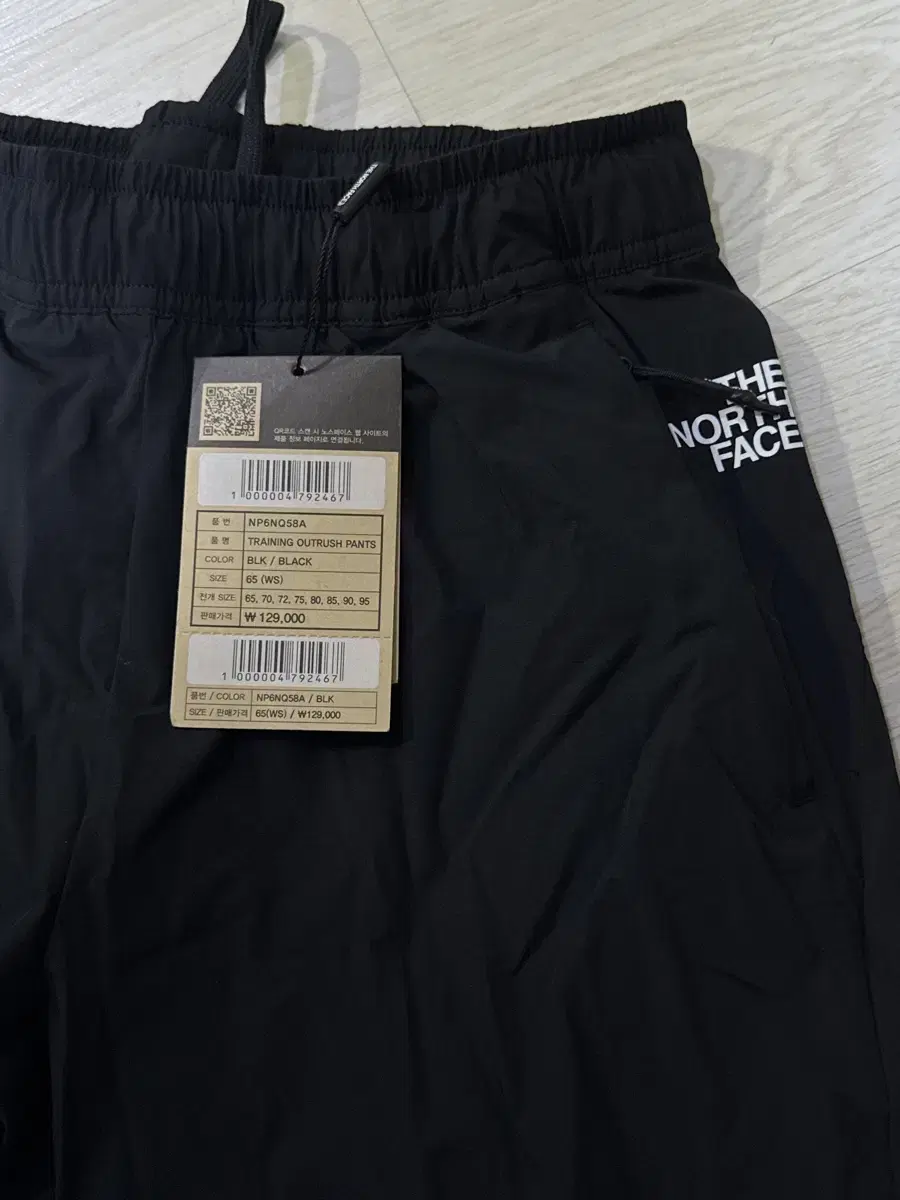 THE NORTH FACE
THE
NORTH
FACE
QR코드 스캔 시 노스페이스 웹 사이트의
제품 정보 페이지로 연결됩니다.
1 000004 792467
품 번 NP6NQ58A
품 명 TRAINING OUTRUSH PANTS
COLOR BLK / BLACK
SIZE 65 (WS)
전개 SIZE 65, 70, 72, 75, 80, 85, 90, 95
판매가격 ₩ 129,000
1 000004 792467
품번 / COLOR NP6NQ58A / BLK
SIZE / 판매가격 65(WS) / ₩129,000